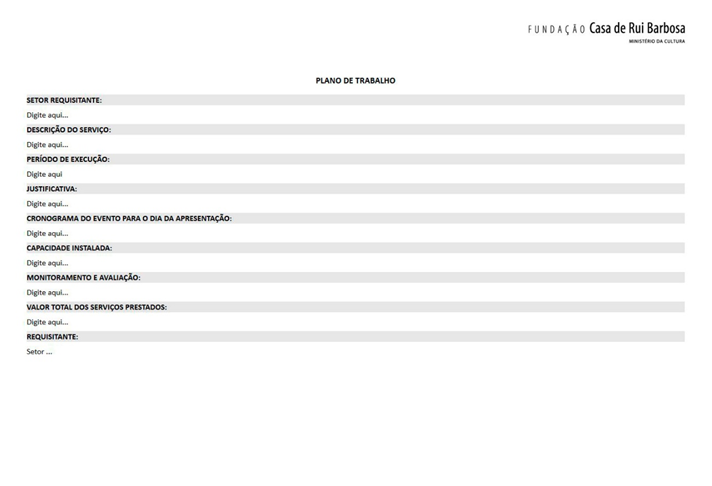 FUNDAÇÃO Casa de Rui Barbosa
MINISTÉRIO DA CULTURA
PLANO DE TRABALHO
SETOR REQUISITANTE:
Digite aqui...
DESCRIÇÃO DO SERVIÇO:
Digite aqui...
PERÍODO DE EXECUÇÃO:
Digite aqui
JUSTIFICATIVA:
Digite aqui...
CRONOGRAMA DO EVENTO PARA O DIA DA APRESENTAÇÃO:
Digite aqui...
CAPACIDADE INSTALADA:
Digite aqui...
MONITORAMENTO E AVALIAÇÃO:
Digite aqui...
VALOR TOTAL DOS SERVIÇOS PRESTADOS:
Digite aqui...
REQUISITANTE:
Setor ...